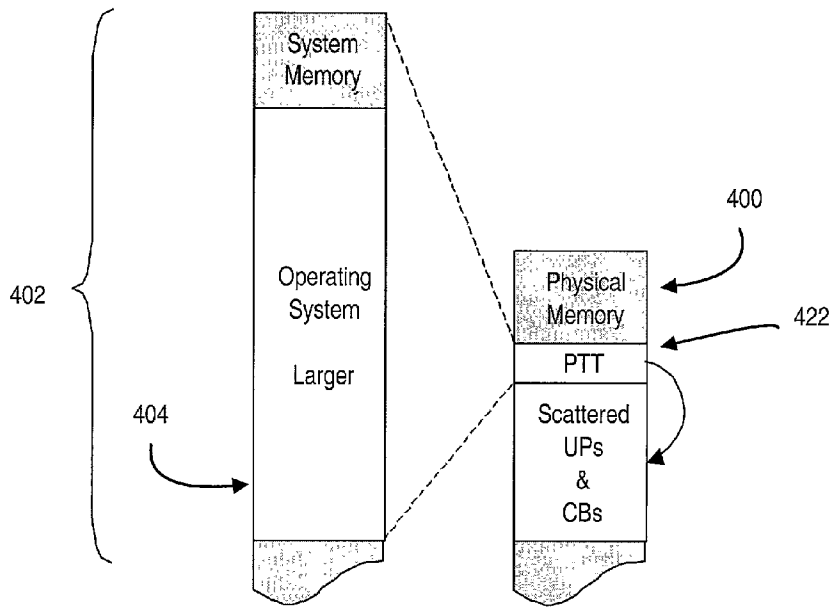 System
Memory
402
Operating
System
Larger
404
400
Physical
Memory
422
PTT
Scattered
UPs
&
CBs